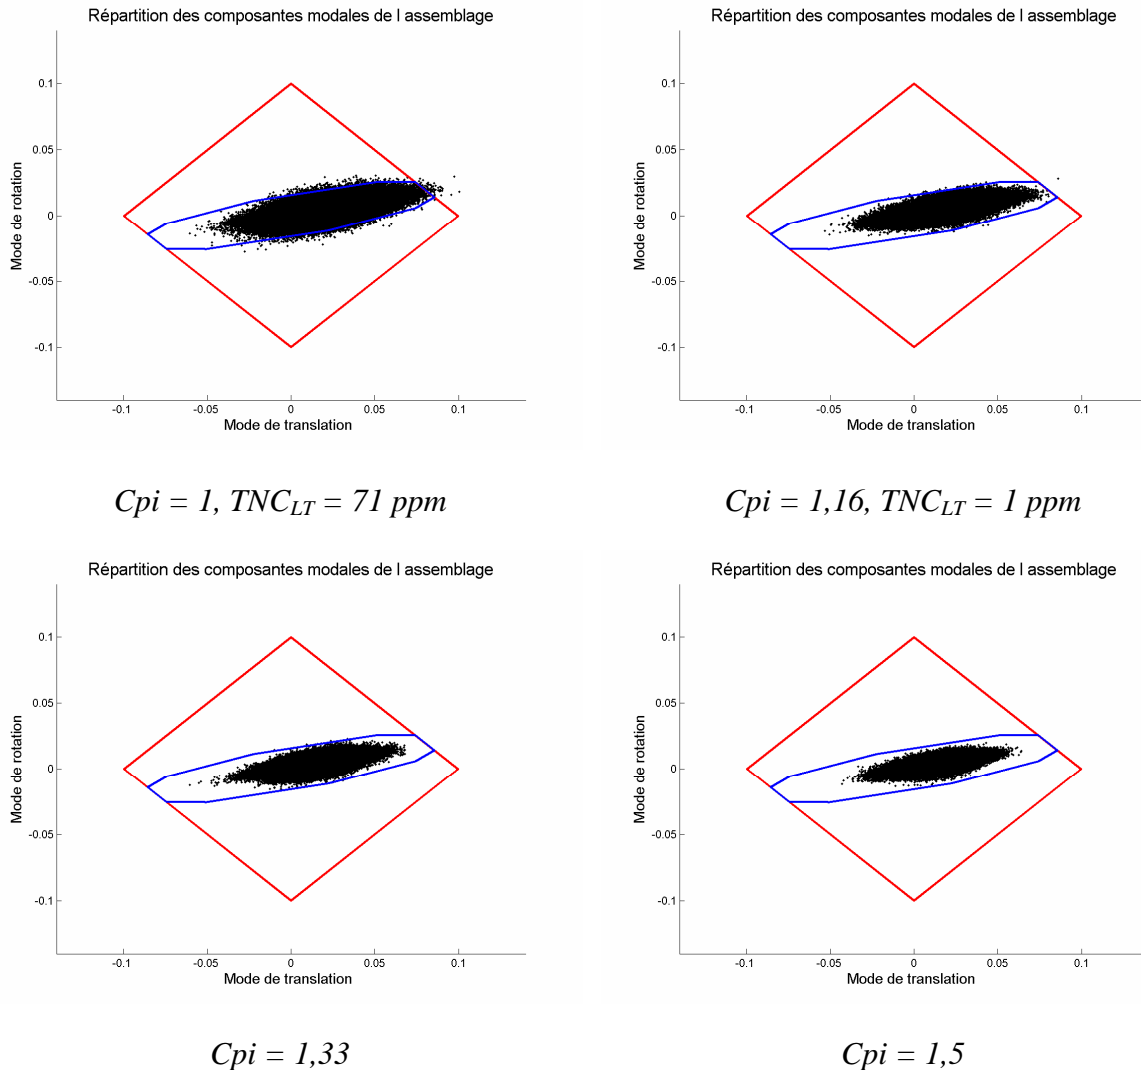 Répartition des composantes modales de l assemblage
Mode de rotation
0.1
0.05
0
-0.05
-0.1
-0.1
-0.05
0
0.05
0.1
Mode de translation
Cpi = 1, TNC_LT = 71 ppm
Répartition des composantes modales de l assemblage
Mode de rotation
0.1
0.05
0
-0.05
-0.1
-0.1
-0.05
0
0.05
0.1
Mode de translation
Cpi = 1,16, TNC_LT = 1 ppm
Répartition des composantes modales de l assemblage
Mode de rotation
0.1
0.05
0
-0.05
-0.1
-0.1
-0.05
0
0.05
0.1
Mode de translation
Cpi = 1,33
Répartition des composantes modales de l assemblage
Mode de rotation
0.1
0.05
0
-0.05
-0.1
-0.1
-0.05
0
0.05
0.1
Mode de translation
Cpi = 1,5